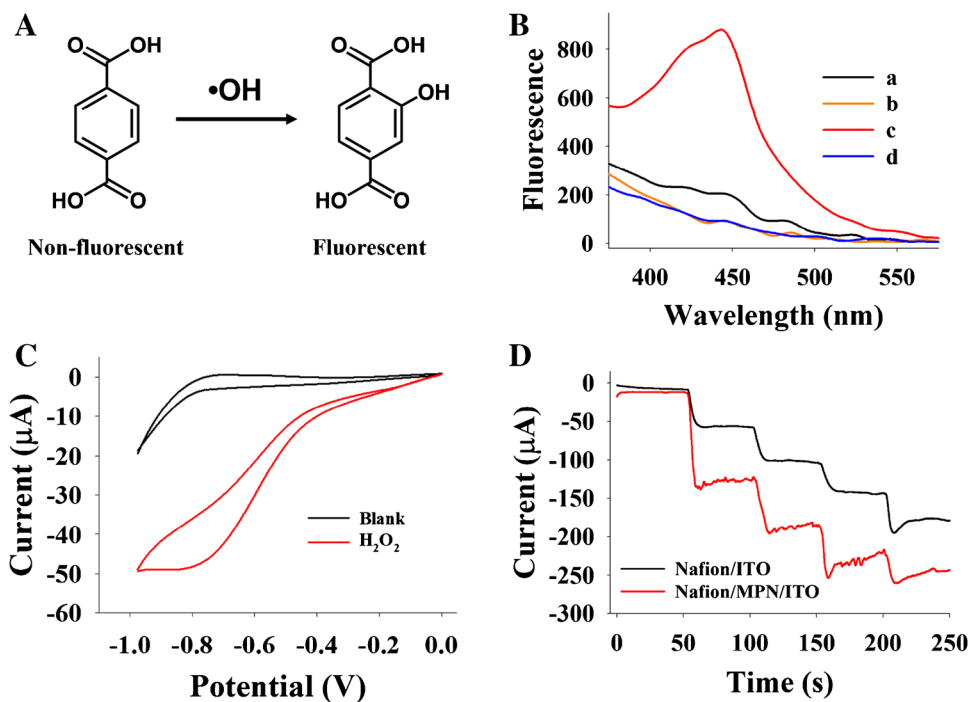 A
O
OH
HO
O
•OH
O
OH
OH
HO
O
Non-fluorescent
Fluorescent
B
Fluorescence
800
600
400
200
0
a
b
c
d
400
450
500
550
Wavelength (nm)
C
Current (μA)
0
-10
-20
-30
-40
-50
-60
Blank
H₂O₂
-1.0
-0.8
-0.6
-0.4
-0.2
0.0
Potential (V)
D
Current (μA)
0
-50
-100
-150
-200
-250
-300
Nafion/ITO
Nafion/MPN/ITO
0
50
100
150
200
250
Time (s)